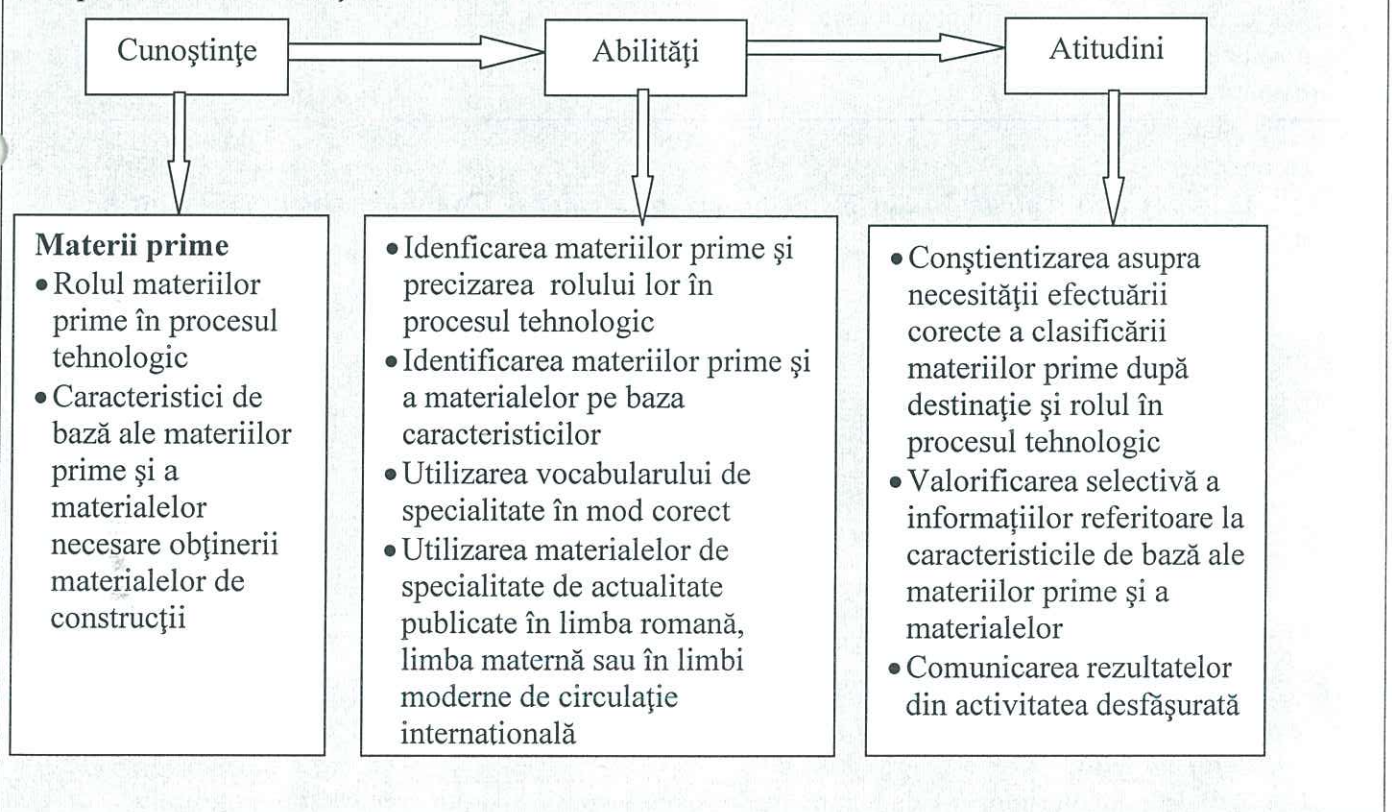 Cunoştinţe
Abilităţi
Atitudini
Materii prime
• Rolul materiilor
prime în procesul
tehnologic
• Caracteristici de
bază ale materiilor
prime şi a
materialelor
necesare obţinerii
materialelor de
construcţii
• Idenficarea materiilor prime şi
precizarea rolului lor în
procesul tehnologic
• Identificarea materiilor prime şi
a materialelor pe baza
caracteristicilor
• Utilizarea vocabularului de
specialitate în mod corect
• Utilizarea materialelor de
specialitate de actualitate
publicate în limba romană,
limba maternă sau în limbi
moderne de circulaţie
internatională
• Conştientizarea asupra
necesităţii efectuării
corecte a clasificării
materiilor prime după
destinaţie şi rolul în
procesul tehnologic
• Valorificarea selectivă a
informațiilor referitoare la
caracteristicile de bază ale
materiilor prime şi a
materialelor
• Comunicarea rezultatelor
din activitatea desfăşurată